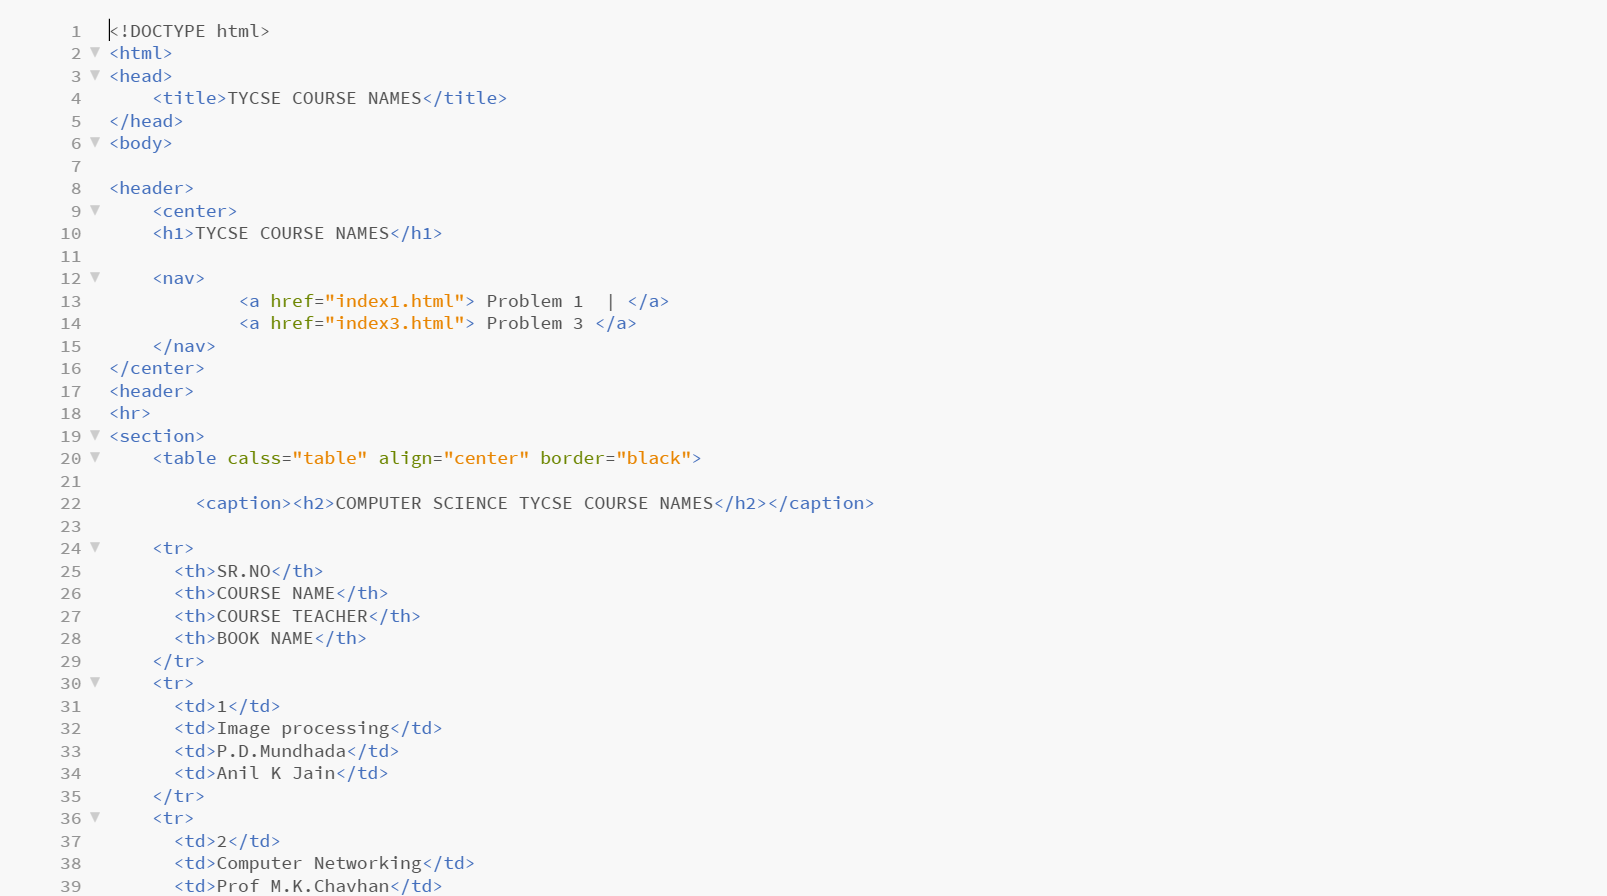 1 <!DOCTYPE html>
2 <html>
3 <head>
4     <title>TYCSE COURSE NAMES</title>
5 </head>
6 <body>
7
8 <header>
9     <center>
10     <h1>TYCSE COURSE NAMES</h1>
11
12     <nav>
13             <a href="index1.html"> Problem 1  | </a>
14             <a href="index3.html"> Problem 3 </a>
15     </nav>
16 </center>
17 <header>
18 <hr>
19 <section>
20     <table calss="table" align="center" border="black">
21
22         <caption><h2>COMPUTER SCIENCE TYCSE COURSE NAMES</h2></caption>
23
24     <tr>
25       <th>SR.NO</th>
26       <th>COURSE NAME</th>
27       <th>COURSE TEACHER</th>
28       <th>BOOK NAME</th>
29     </tr>
30     <tr>
31       <td>1</td>
32       <td>Image processing</td>
33       <td>P.D.Mundhada</td>
34       <td>Anil K Jain</td>
35     </tr>
36     <tr>
37       <td>2</td>
38       <td>Computer Networking</td>
39       <td>Prof M.K.Chavhan</td>